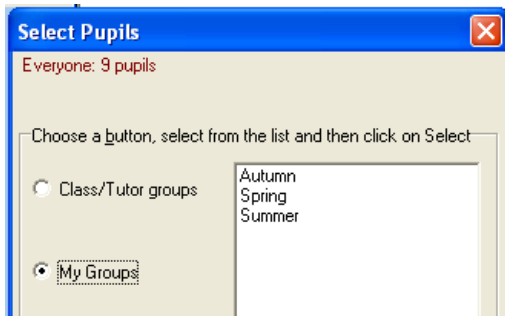 Select Pupils
Everyone: 9 pupils
Choose a button, select from the list and then click on Select
Class/Tutor groups
Autumn
Spring
Summer
My Groups